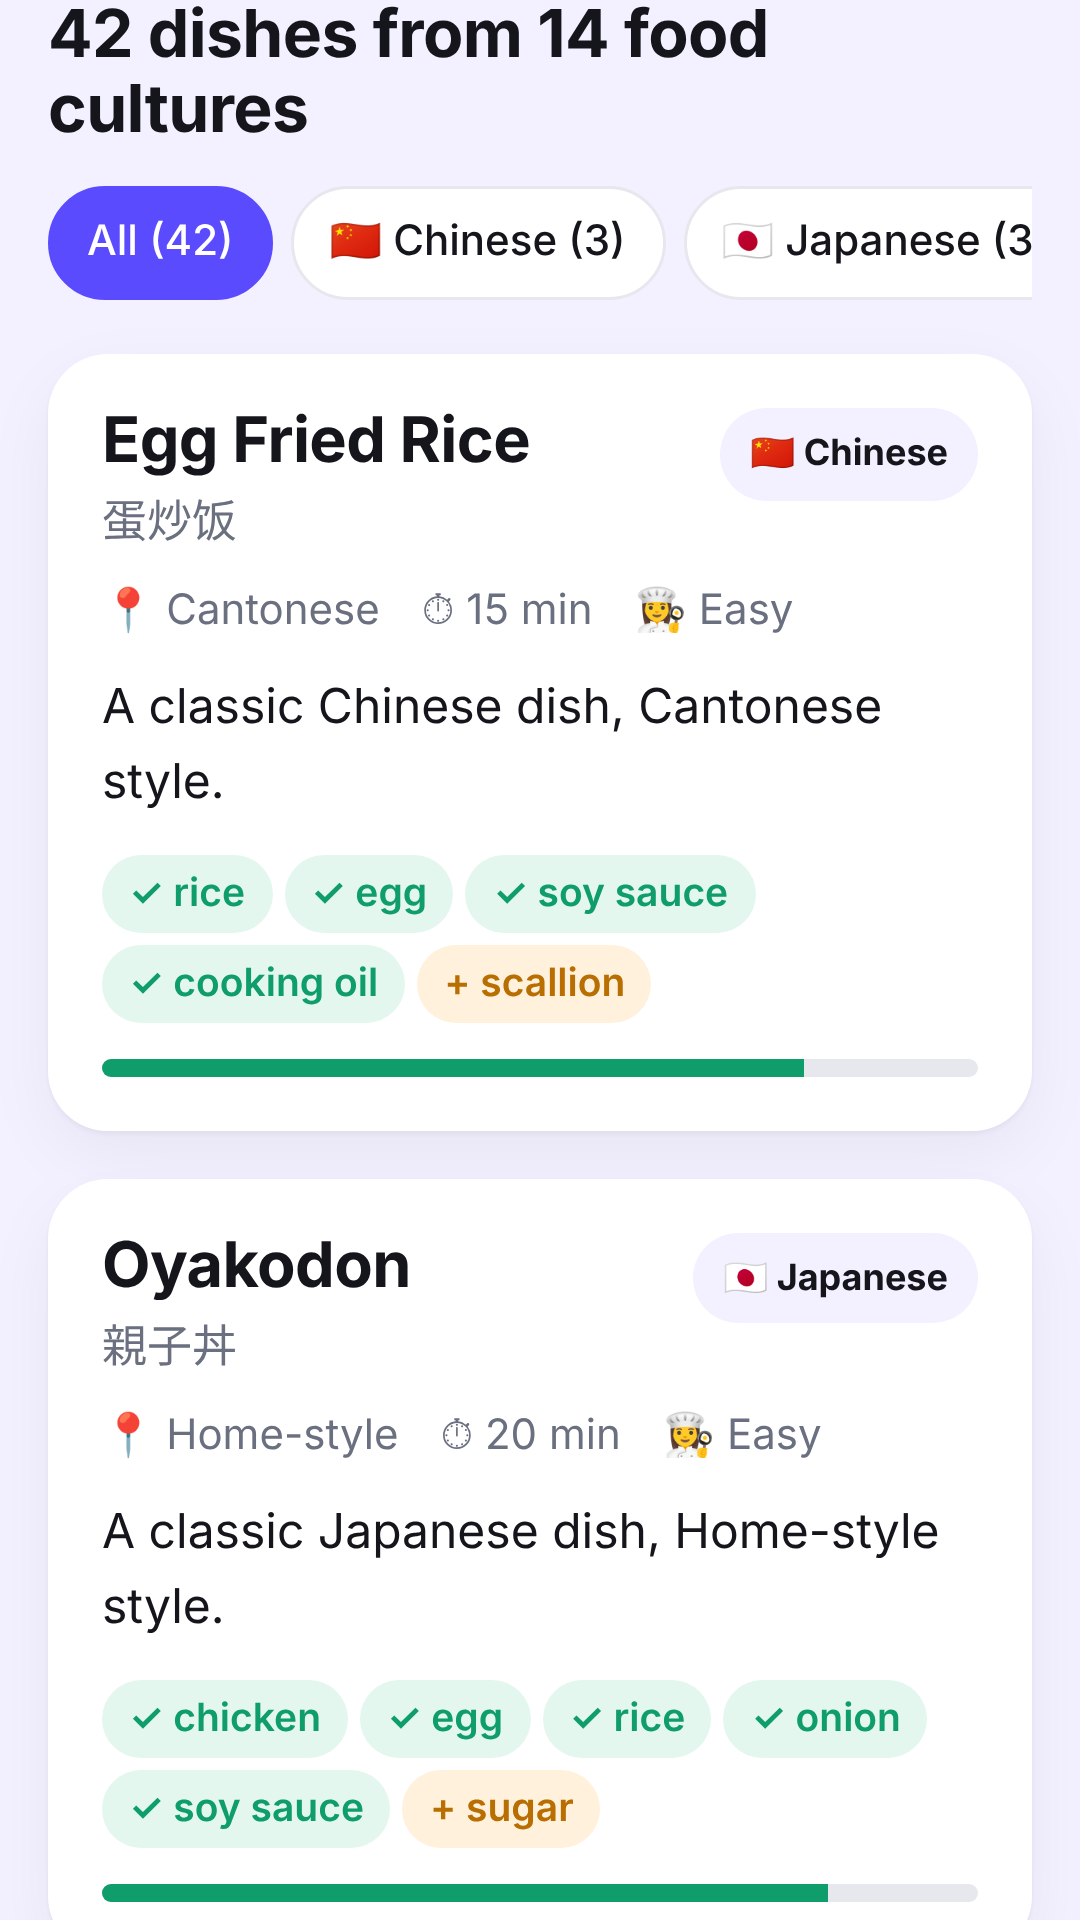 42 dishes from 14 food
cultures
All (42)
Chinese (3)
Japanese (3
Egg Fried Rice
Chinese
蛋炒饭
Cantonese
15 min
Easy
A classic Chinese dish, Cantonese
style.
✓ rice
✓ egg
✓ soy sauce
✓ cooking oil
+ scallion
Oyakodon
Japanese
親子丼
Home-style
20 min
Easy
A classic Japanese dish, Home-style
style.
✓ chicken
✓ egg
✓ rice
✓ onion
✓ soy sauce
+ sugar